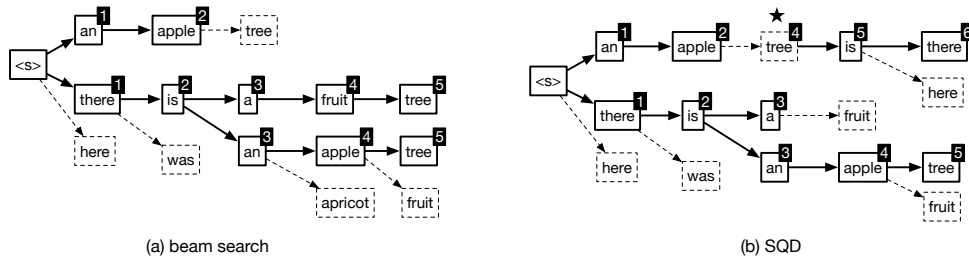 an 1 apple 2 tree
<s>
there 1 is 2 a 3 fruit 4 tree 5
here was an 3 apple 4 tree 5
apricot fruit
(a) beam search
★
an 1 apple 2 tree 4 is 5 there 6
<s> here
there 1 is 2 a 3 fruit
here was an 3 apple 4 tree 5
fruit
(b) SQD